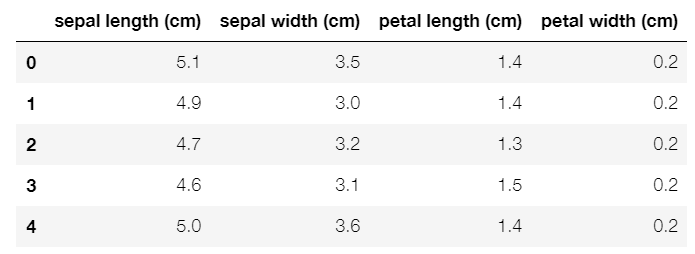 sepal length (cm) sepal width (cm) petal length (cm) petal width (cm)
0 5.1 3.5 1.4 0.2
1 4.9 3.0 1.4 0.2
2 4.7 3.2 1.3 0.2
3 4.6 3.1 1.5 0.2
4 5.0 3.6 1.4 0.2